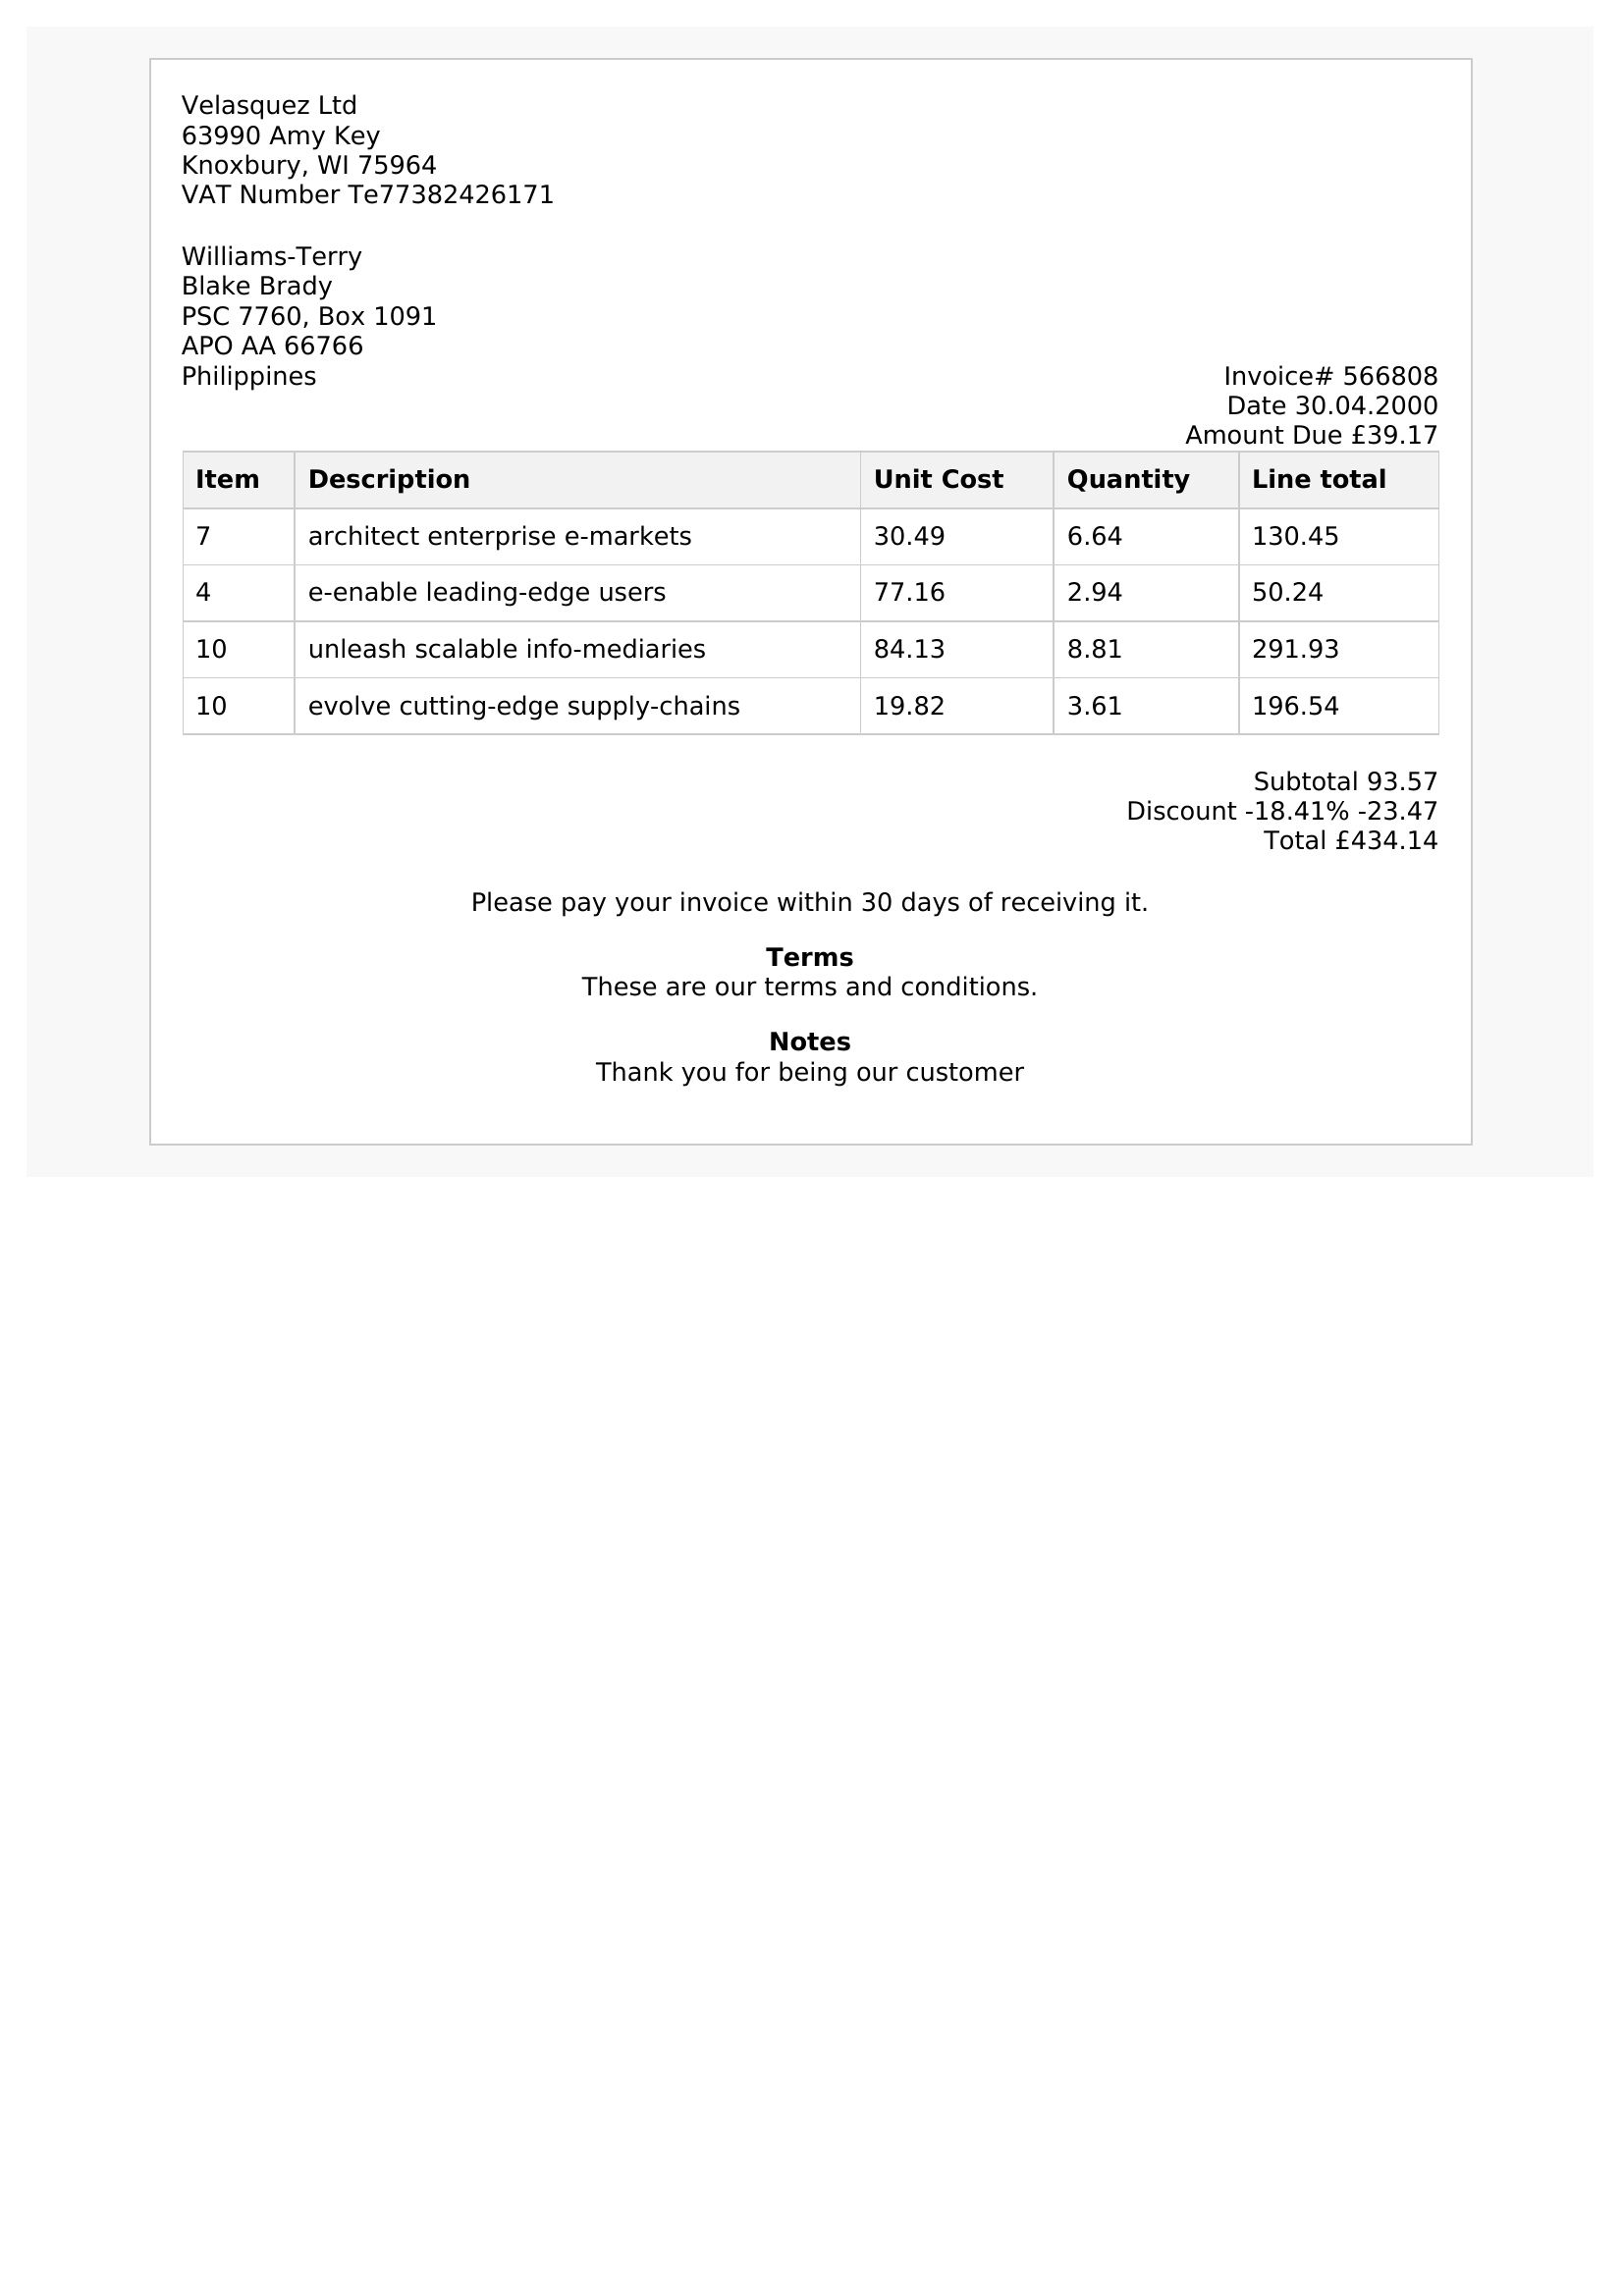 Velasquez Ltd
63990 Amy Key
Knoxbury, WI 75964
VAT Number Te77382426171
Williams-Terry
Blake Brady
PSC 7760, Box 1091
APO AA 66766
Philippines
Invoice# 566808
Date 30.04.2000
Amount Due £39.17
Item Description Unit Cost Quantity Line total
7 architect enterprise e-markets 30.49 6.64 130.45
4 e-enable leading-edge users 77.16 2.94 50.24
10 unleash scalable info-mediaries 84.13 8.81 291.93
10 evolve cutting-edge supply-chains 19.82 3.61 196.54
Subtotal 93.57
Discount -18.41% -23.47
Total £434.14
Please pay your invoice within 30 days of receiving it.
Terms
These are our terms and conditions.
Notes
Thank you for being our customer